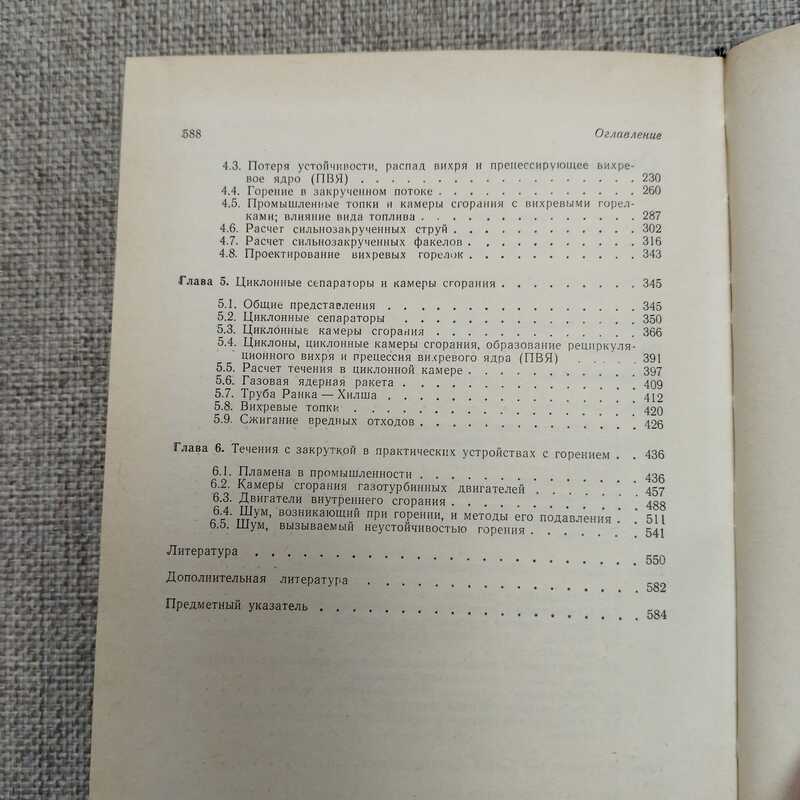 588 Оглавление
4.3. Потеря устойчивости, распад вихря и прецессирующее вихре-
вое ядро (ПВЯ) . . . . . . . . . . . . . . . . . . 230
4.4. Горение в закрученном потоке . . . . . . . . . . . . . 260
4.5. Промышленные топки и камеры сгорания с вихревыми горел-
ками; влияние вида топлива . . . . . . . . . . . . . . 287
4.6. Расчет сильнозакрученных струй . . . . . . . . . . . . 302
4.7. Расчет сильнозакрученных факелов . . . . . . . . . . . 316
4.8. Проектирование вихревых горелок . . . . . . . . . . . 343
Глава 5. Циклонные сепараторы и камеры сгорания . . . . . . . . . 345
5.1. Общие представления . . . . . . . . . . . . . . . . 345
5.2. Циклонные сепараторы . . . . . . . . . . . . . . . 350
5.3. Циклонные камеры сгорания . . . . . . . . . . . . . 366
5.4. Циклоны, циклонные камеры сгорания, образование рециркуля-
ционного вихря и прецессия вихревого ядра (ПВЯ) . . . . 391
5.5. Расчет течения в циклонной камере . . . . . . . . . . . 397
5.6. Газовая ядерная ракета . . . . . . . . . . . . . . . 409
5.7. Труба Ранка — Хилша . . . . . . . . . . . . . . . . 412
5.8. Вихревые топки . . . . . . . . . . . . . . . . . . 420
5.9. Сжигание вредных отходов . . . . . . . . . . . . . . 426
Глава 6. Течения с закруткой в практических устройствах с горением . . 436
6.1. Пламена в промышленности . . . . . . . . . . . . . . 436
6.2. Камеры сгорания газотурбинных двигателей . . . . . . . 457
6.3. Двигатели внутреннего сгорания . . . . . . . . . . . . 488
6.4. Шум, возникающий при горении, и методы его подавления . . 511
6.5. Шум, вызываемый неустойчивостью горения . . . . . . . 541
Литература . . . . . . . . . . . . . . . . . . . . . . . 550
Дополнительная литература . . . . . . . . . . . . . . . . . 582
Предметный указатель . . . . . . . . . . . . . . . . . . . 584